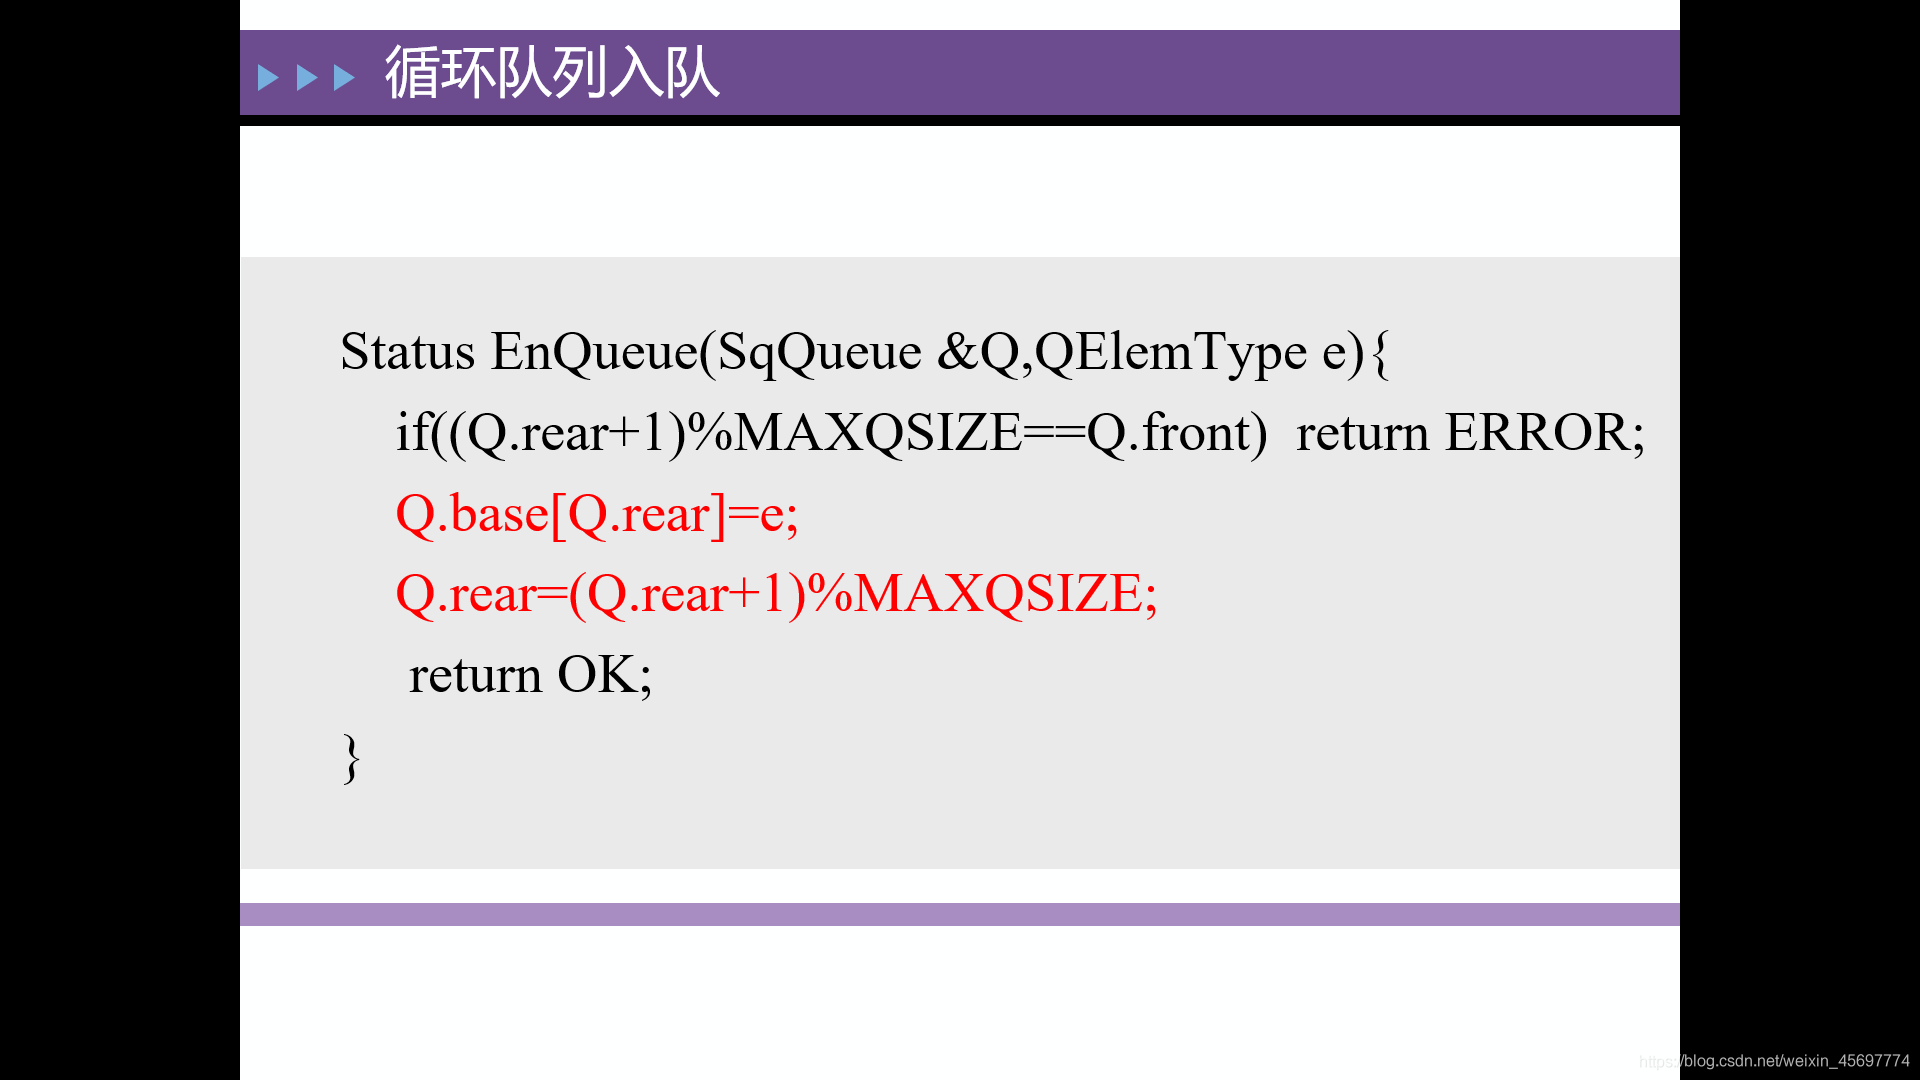 循环队列入队
Status EnQueue(SqQueue &Q,QElemType e){
if((Q.rear+1)%MAXQSIZE==Q.front)  return ERROR;
Q.base[Q.rear]=e;
Q.rear=(Q.rear+1)%MAXQSIZE;
return OK;
}
https://blog.csdn.net/weixin_45697774